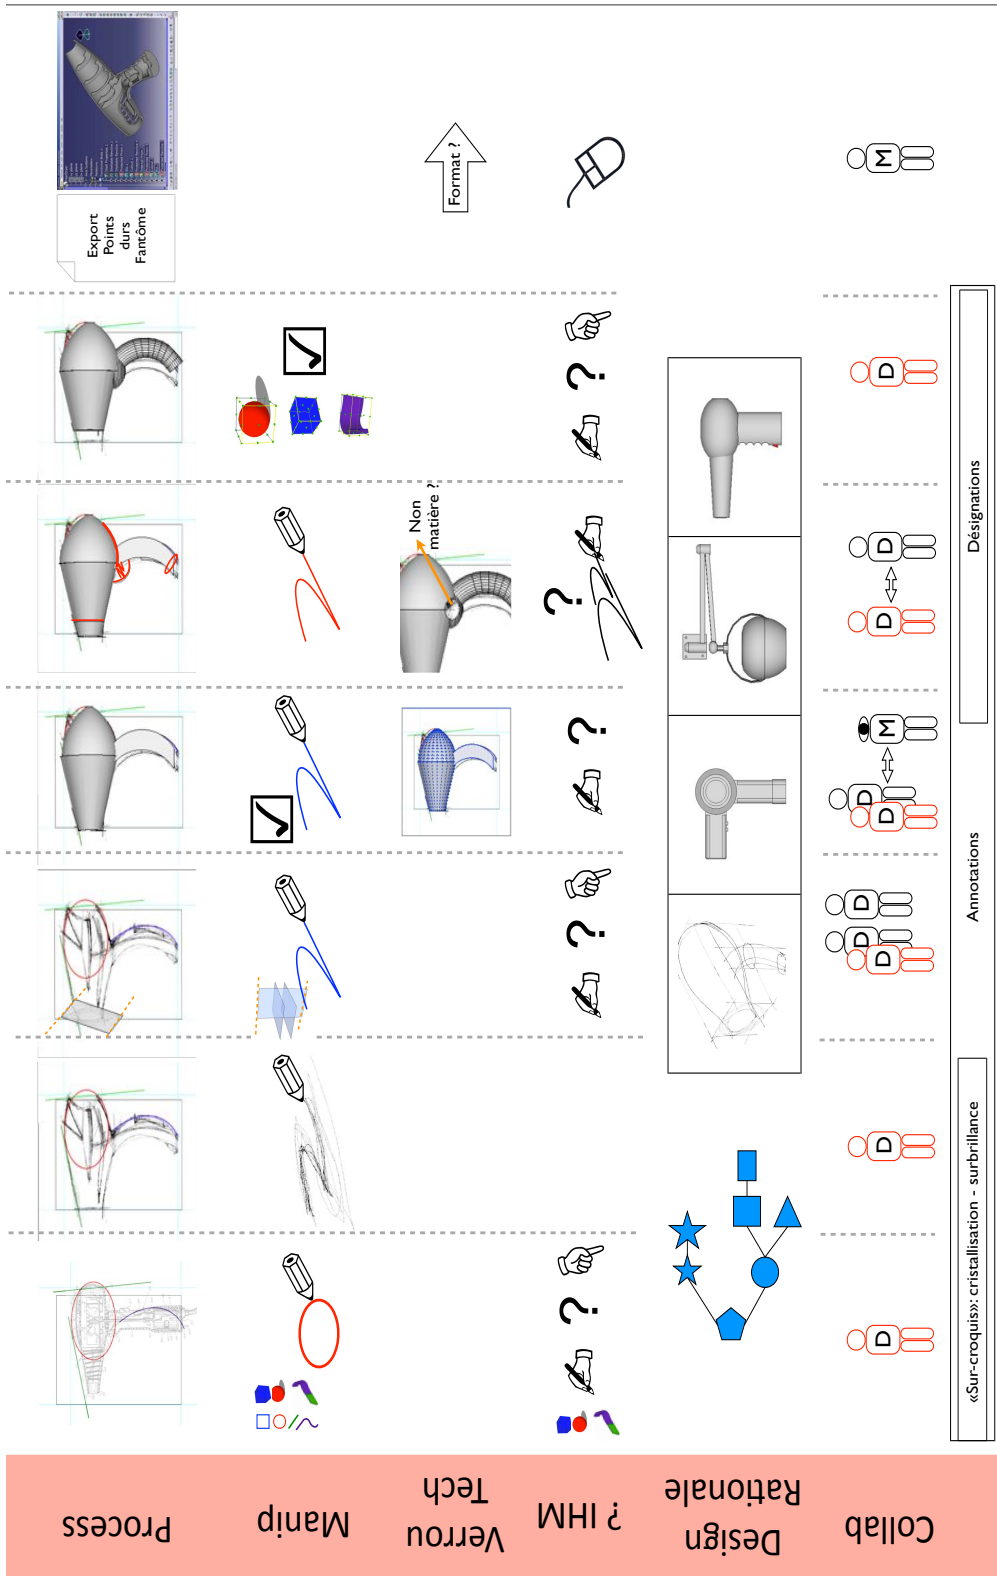 Process
Manip
Verrou
Tech
? IHM
Design
Rationale
Collab
Export
Points
durs
Fantôme
Format ?
Non
matière ?
?
?
?
?
?
D
D
D
D
D
D
D
D
M
D
D
D
M
«Sur-croquis»: cristallisation - surbrillance
Annotations
Désignations